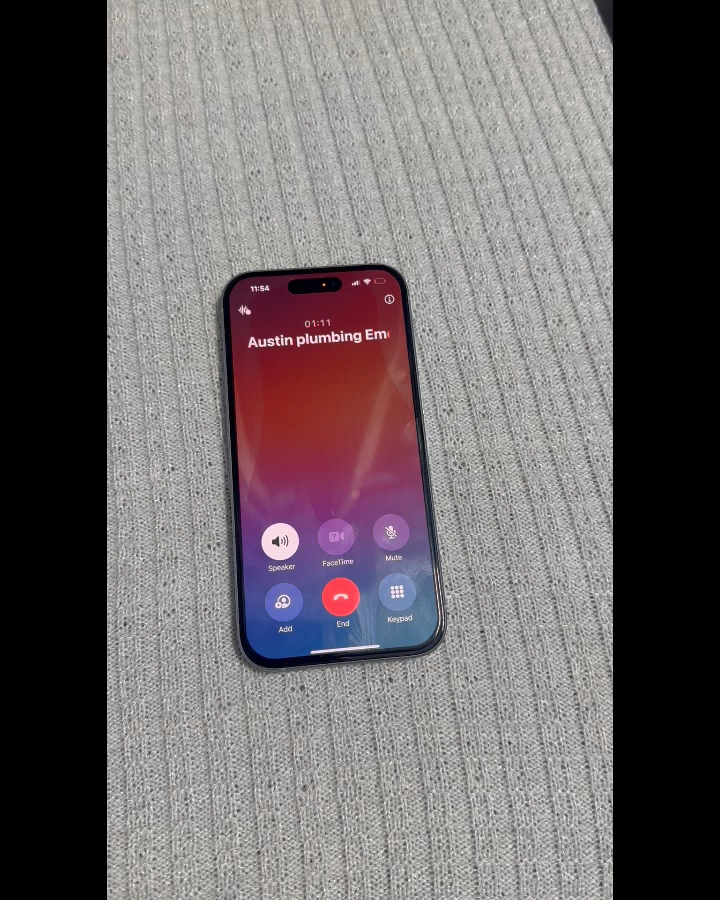 11:54
01:11
Austin plumbing Em
Speaker
FaceTime
Mute
Add
End
Keypad